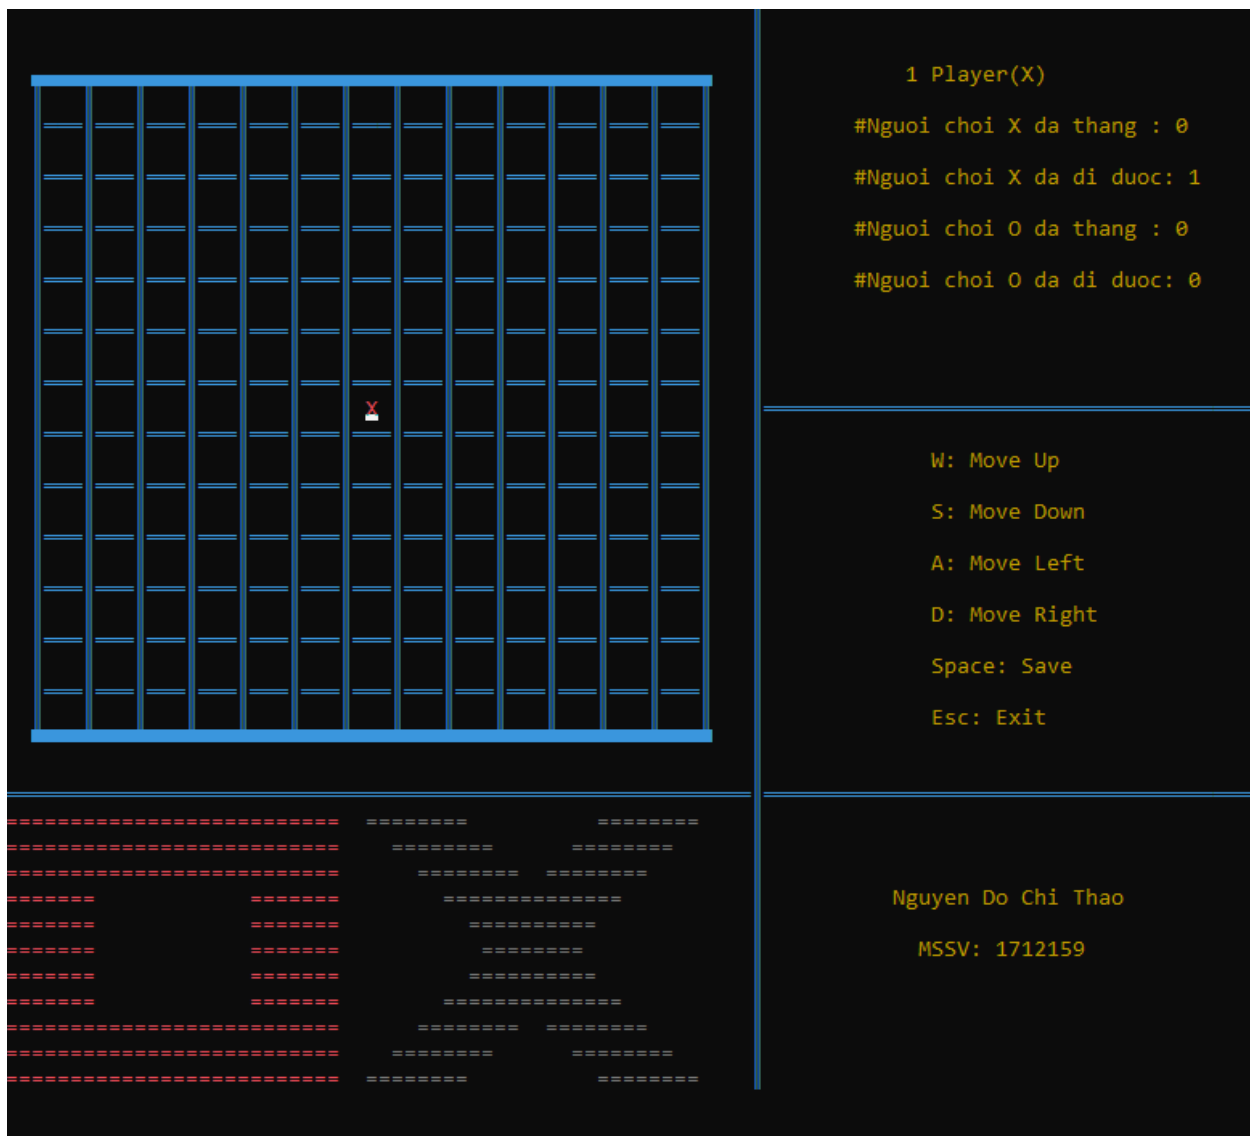 1 Player(X)
#Nguoi choi X da thang : 0
#Nguoi choi X da di duoc: 1
#Nguoi choi O da thang : 0
#Nguoi choi O da di duoc: 0
X
W: Move Up
S: Move Down
A: Move Left
D: Move Right
Space: Save
Esc: Exit
Nguyen Do Chi Thao
MSSV: 1712159